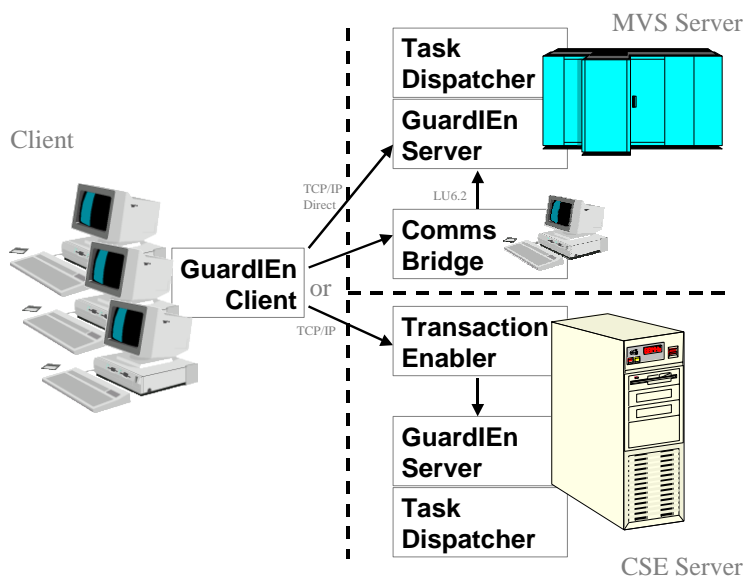 MVS Server
Task
Dispatcher
GuardIEn
Server
Client
TCP/IP
Direct
LU6.2
Comms
Bridge
GuardIEn
Client
or
TCP/IP
Transaction
Enabler
GuardIEn
Server
Task
Dispatcher
CSE Server